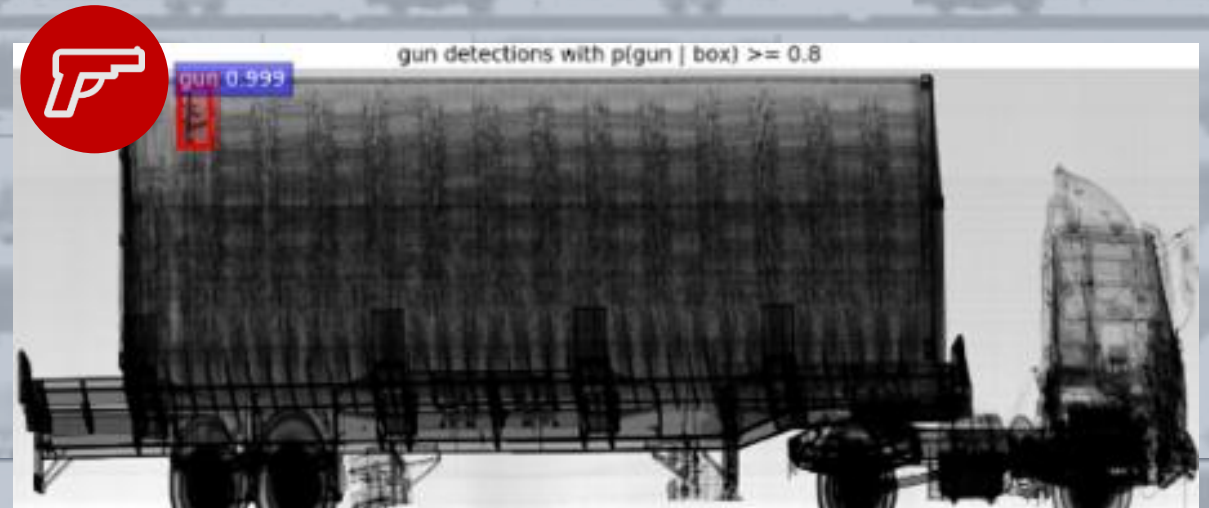 gun detections with p(gun | box) >= 0.8
gun 0.999